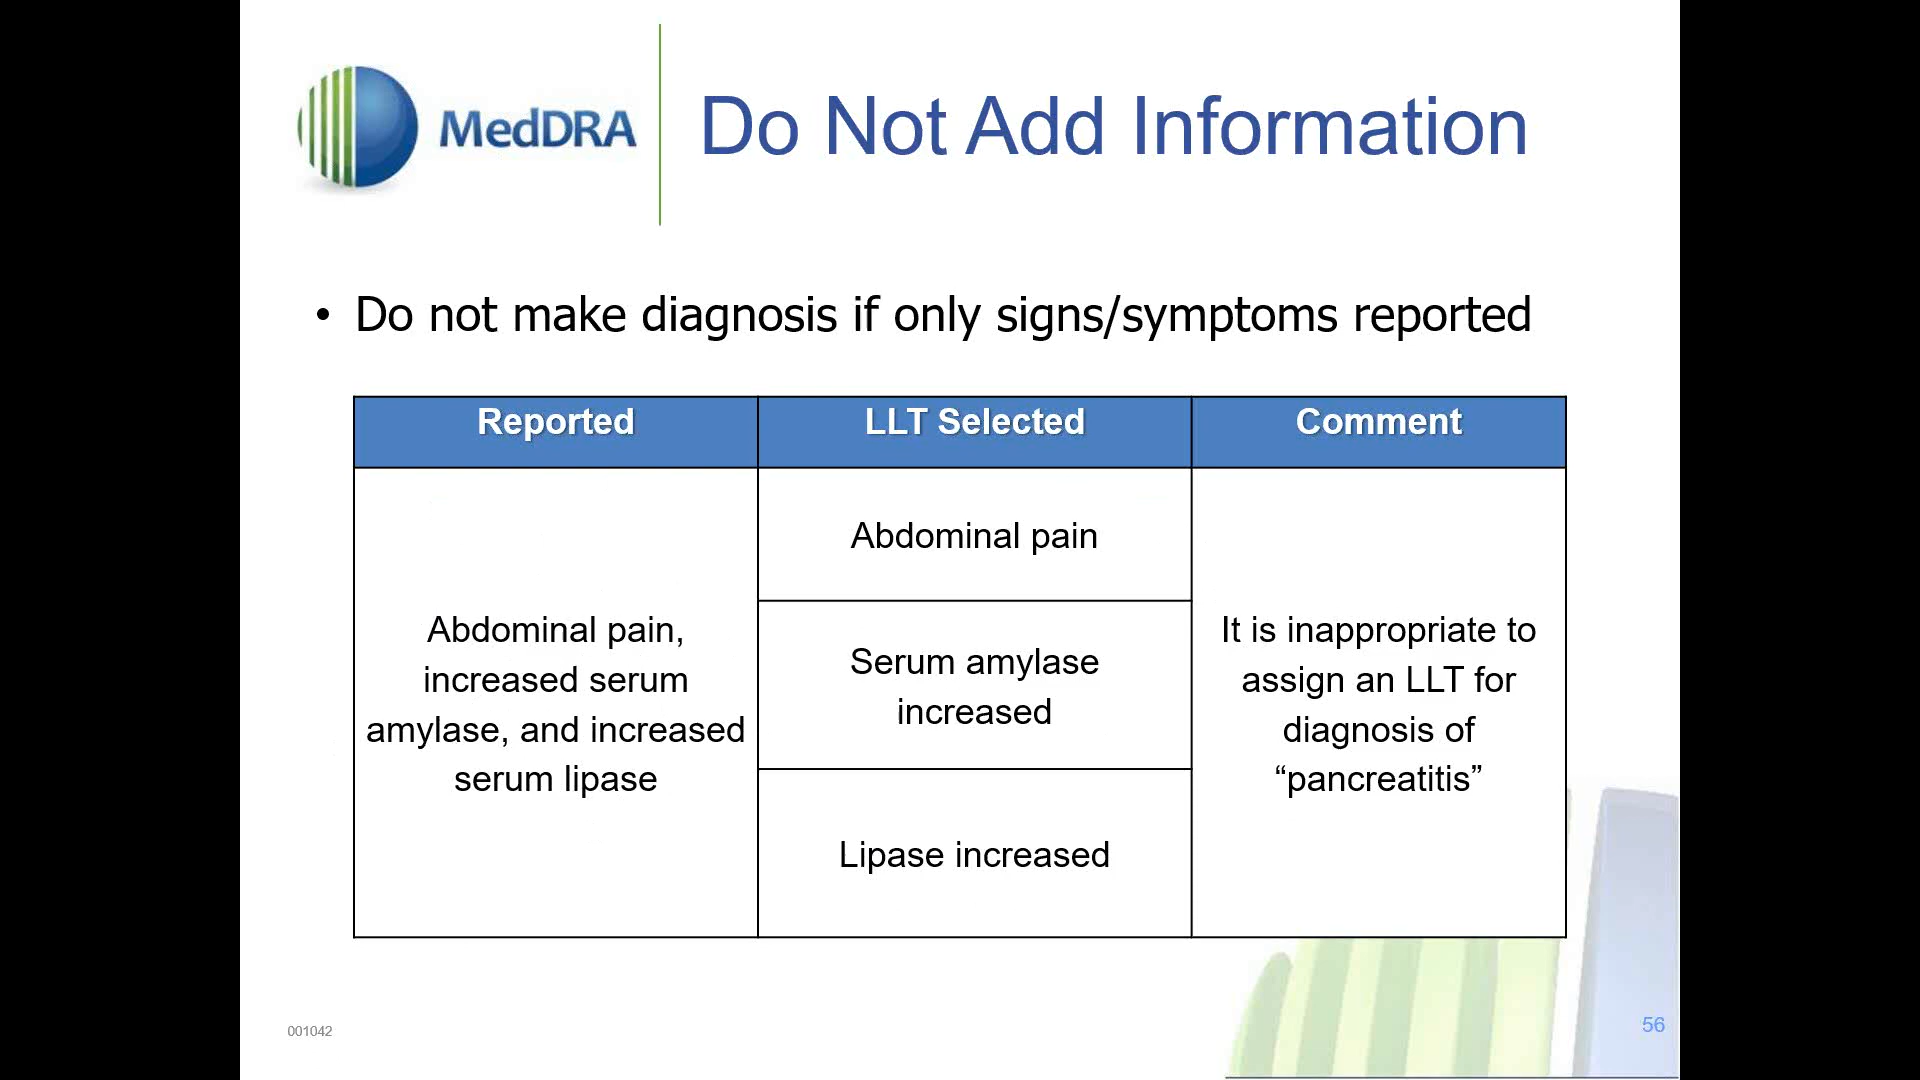 MedDRA
Do Not Add Information
• Do not make diagnosis if only signs/symptoms reported
Reported
LLT Selected
Comment
Abdominal pain,
increased serum
amylase, and increased
serum lipase
Abdominal pain
Serum amylase
increased
Lipase increased
It is inappropriate to
assign an LLT for
diagnosis of
“pancreatitis”
001042
56